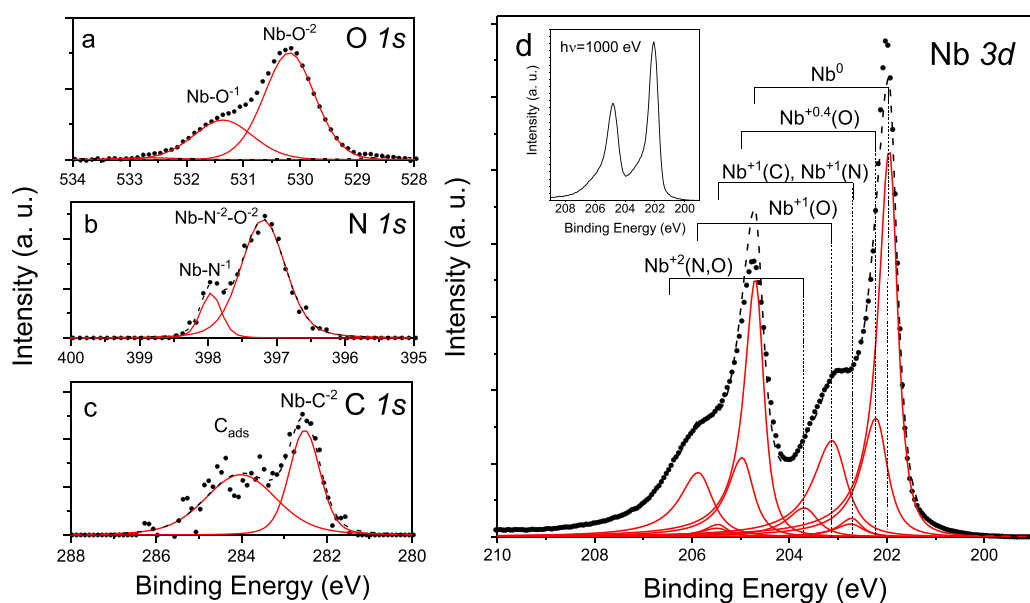 a
Nb-O-2
O 1s
Nb-O-1
534 533 532 531 530 529 528
b
Nb-N-2-O-2
N 1s
Nb-N-1
400 399 398 397 396 395
c
Cads
Nb-C-2
C 1s
288 286 284 282 280
Binding Energy (eV)
Intensity (a. u.)
d
Nb 3d
hν=1000 eV
Intensity (a. u.)
208 206 204 202 200
Binding Energy (eV)
Nb0
Nb+0.4(O)
Nb+1(C), Nb+1(N)
Nb+1(O)
Nb+2(N,O)
210 208 206 204 202 200
Binding Energy (eV)
Intensity (a. u.)